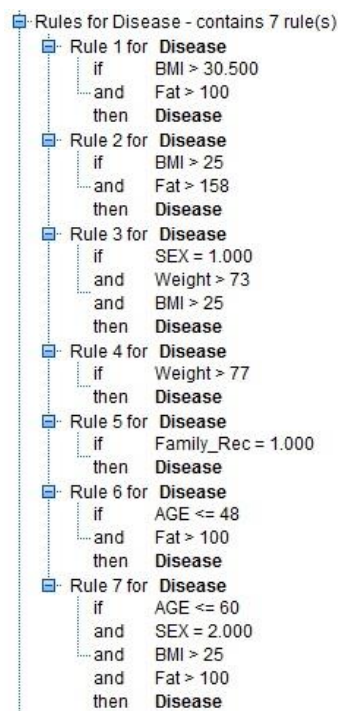 Rules for Disease - contains 7 rule(s)
Rule 1 for Disease
if BMI > 30.500
and Fat > 100
then Disease
Rule 2 for Disease
if BMI > 25
and Fat > 158
then Disease
Rule 3 for Disease
if SEX = 1.000
and Weight > 73
and BMI > 25
then Disease
Rule 4 for Disease
if Weight > 77
then Disease
Rule 5 for Disease
if Family_Rec = 1.000
then Disease
Rule 6 for Disease
if AGE <= 48
and Fat > 100
then Disease
Rule 7 for Disease
if AGE <= 60
and SEX = 2.000
and BMI > 25
and Fat > 100
then Disease